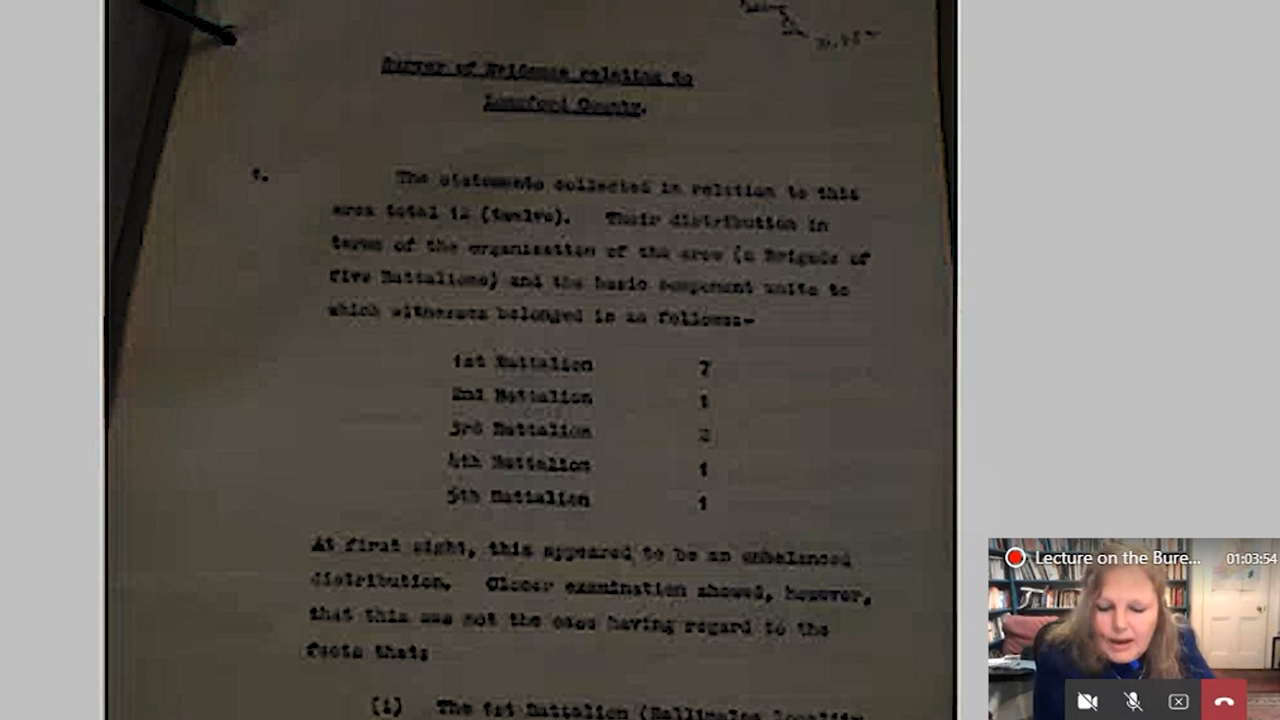 Survey of Evidence relating to
Longford County.
1. The statements collected in relation to this
area total 12 (twelve). Their distribution in
terms of the organisation of the area (a Brigade of
five Battalions) and the basic component units to
which witnesses belonged is as follows:-
1st Battalion 7
2nd Battalion 1
3rd Battalion 2
4th Battalion 1
5th Battalion 1
At first sight, this appeared to be an unbalanced
distribution. Closer examination showed, however,
that this was not the case having regard to the
facts that:
(i) The 1st Battalion (Ballinalee locality
Lecture on the Bure... 01:03:54